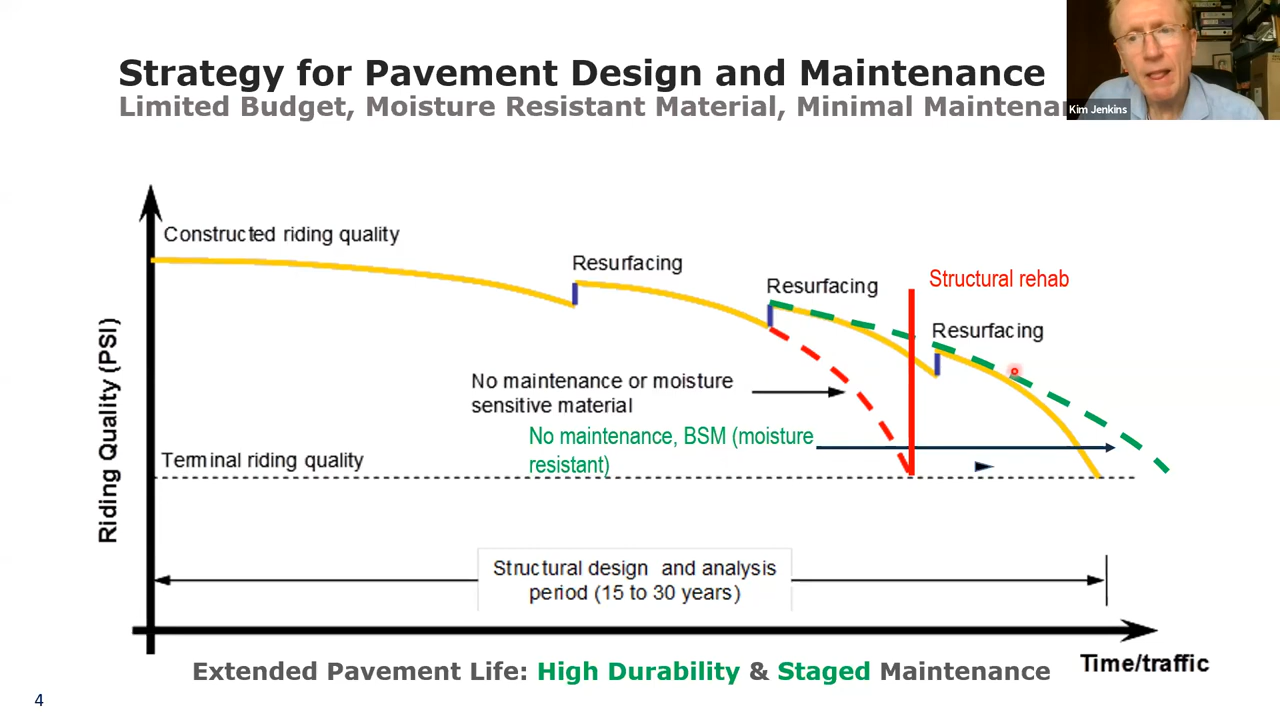 Strategy for Pavement Design and Maintenance
Limited Budget, Moisture Resistant Material, Minimal
Kim Jenkins
Constructed riding quality
Resurfacing
Resurfacing
Structural rehab
Resurfacing
No maintenance or moisture
sensitive material
No maintenance, BSM (moisture
resistant)
Terminal riding quality
Riding Quality (PSI)
Structural design and analysis
period (15 to 30 years)
Time/traffic
Extended Pavement Life: High Durability & Staged Maintenance
4